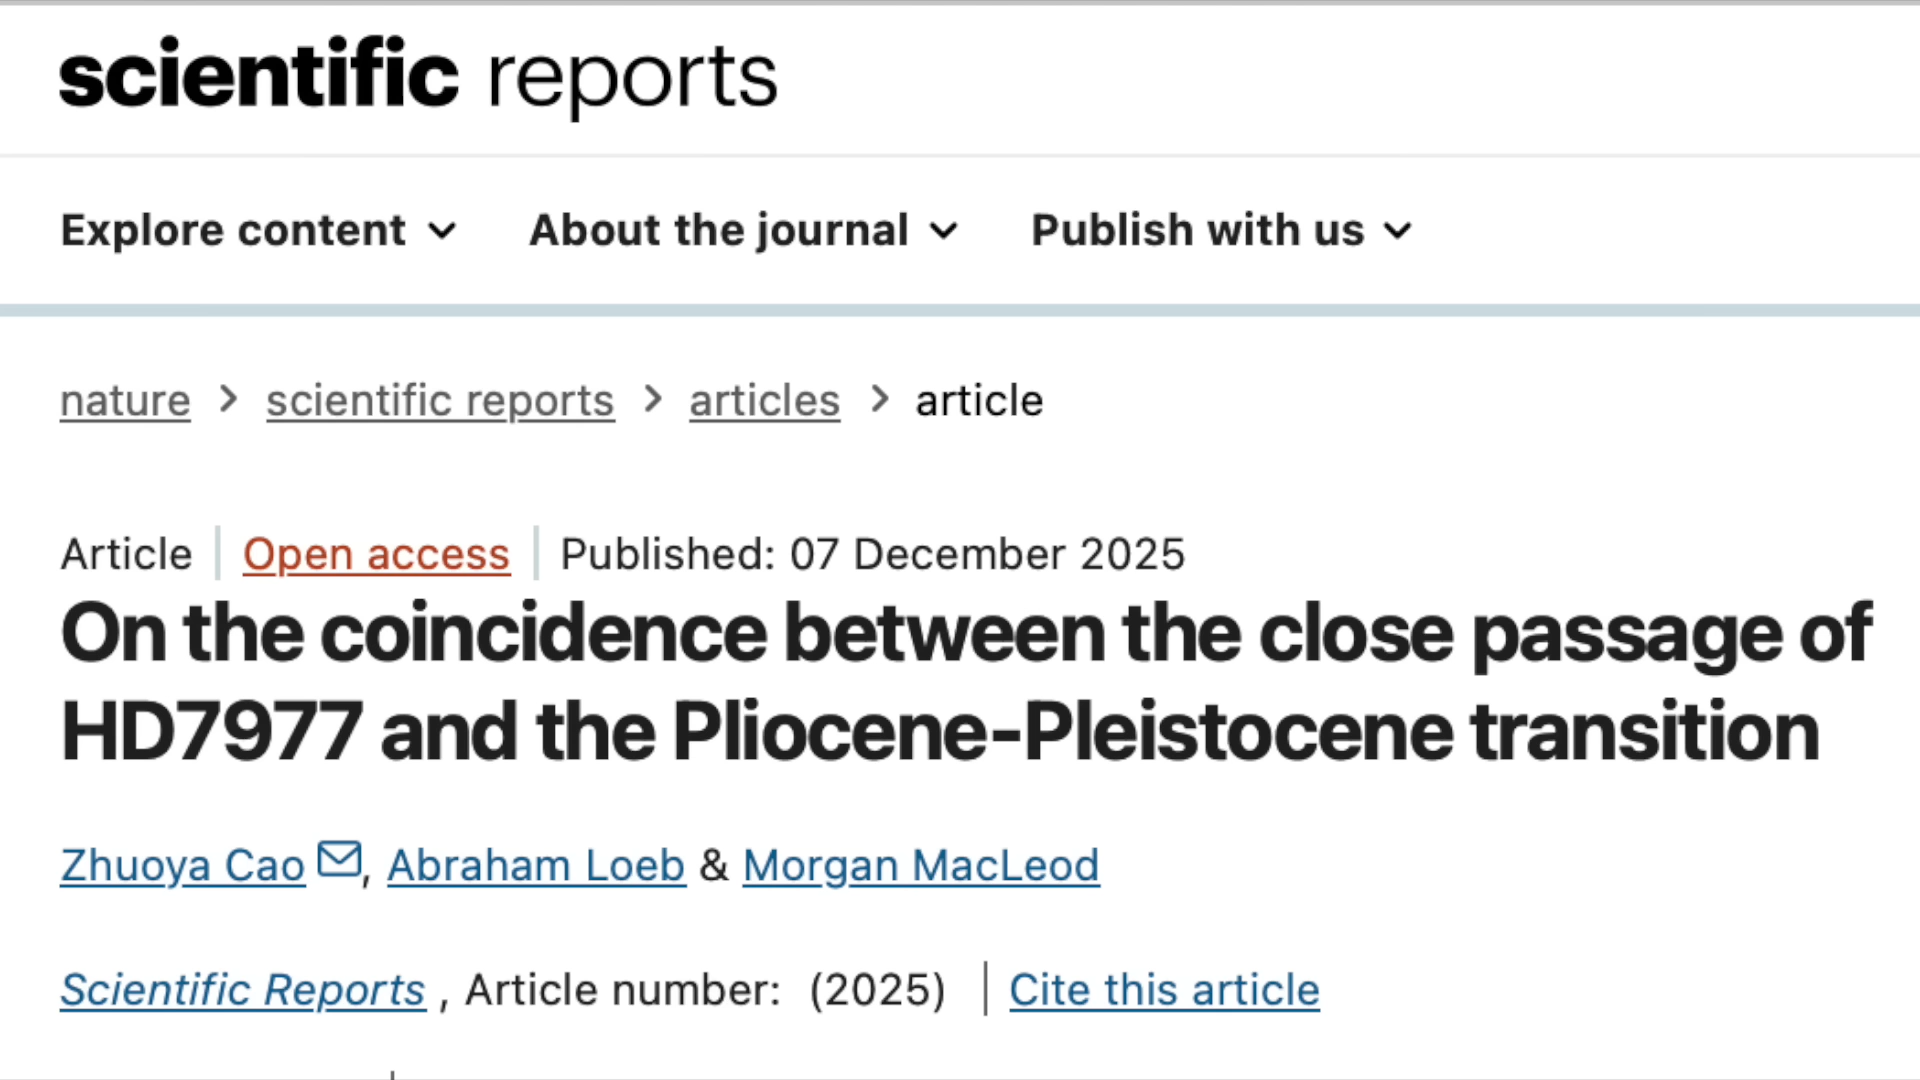 scientific reports
Explore content About the journal Publish with us
nature > scientific reports > articles > article
Article | Open access | Published: 07 December 2025
On the coincidence between the close passage of
HD7977 and the Pliocene-Pleistocene transition
Zhuoya Cao , Abraham Loeb & Morgan MacLeod
Scientific Reports , Article number: (2025) | Cite this article